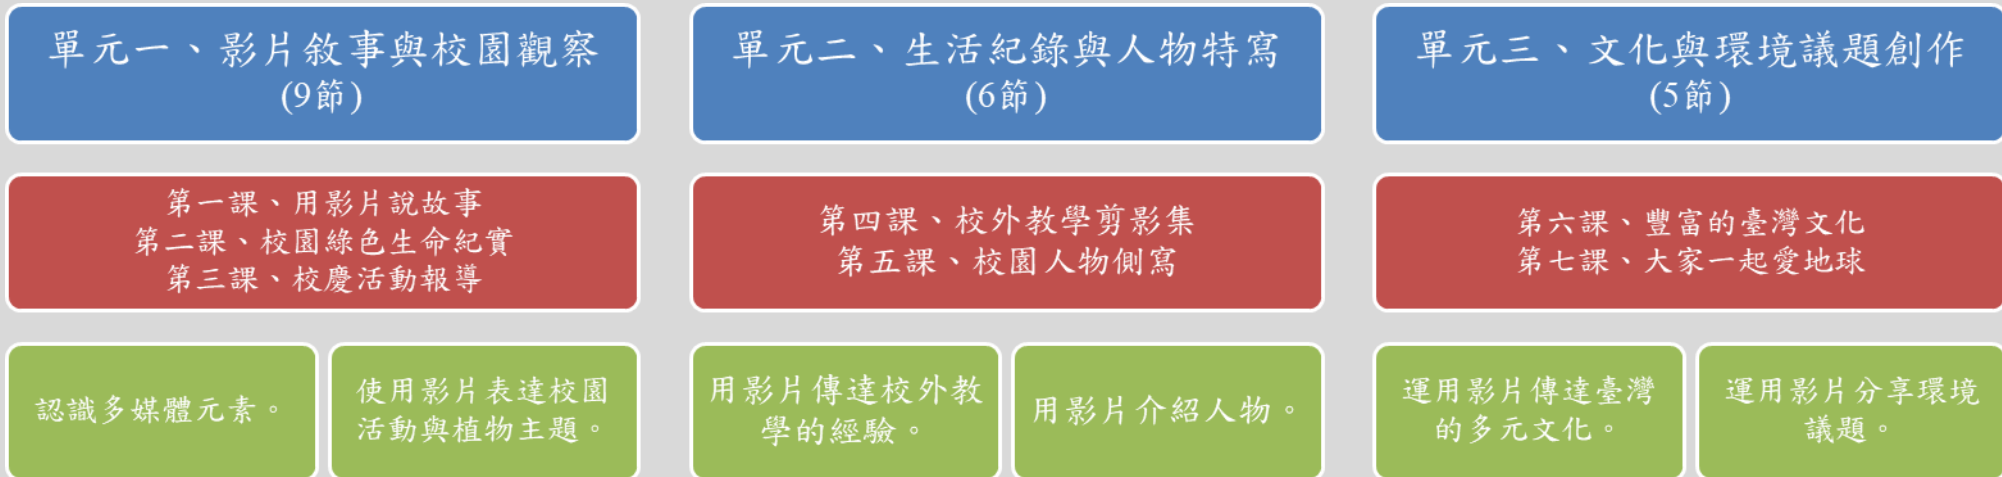 單元一、影片敘事與校園觀察
(9節)
單元二、生活紀錄與人物特寫
(6節)
單元三、文化與環境議題創作
(5節)
第一課、用影片說故事
第二課、校園綠色生命紀實
第三課、校慶活動報導
第四課、校外教學剪影集
第五課、校園人物側寫
第六課、豐富的臺灣文化
第七課、大家一起愛地球
認識多媒體元素。
使用影片表達校園
活動與植物主題。
用影片傳達校外教
學的經驗。
用影片介紹人物。
運用影片傳達臺灣
的多元文化。
運用影片分享環境
議題。